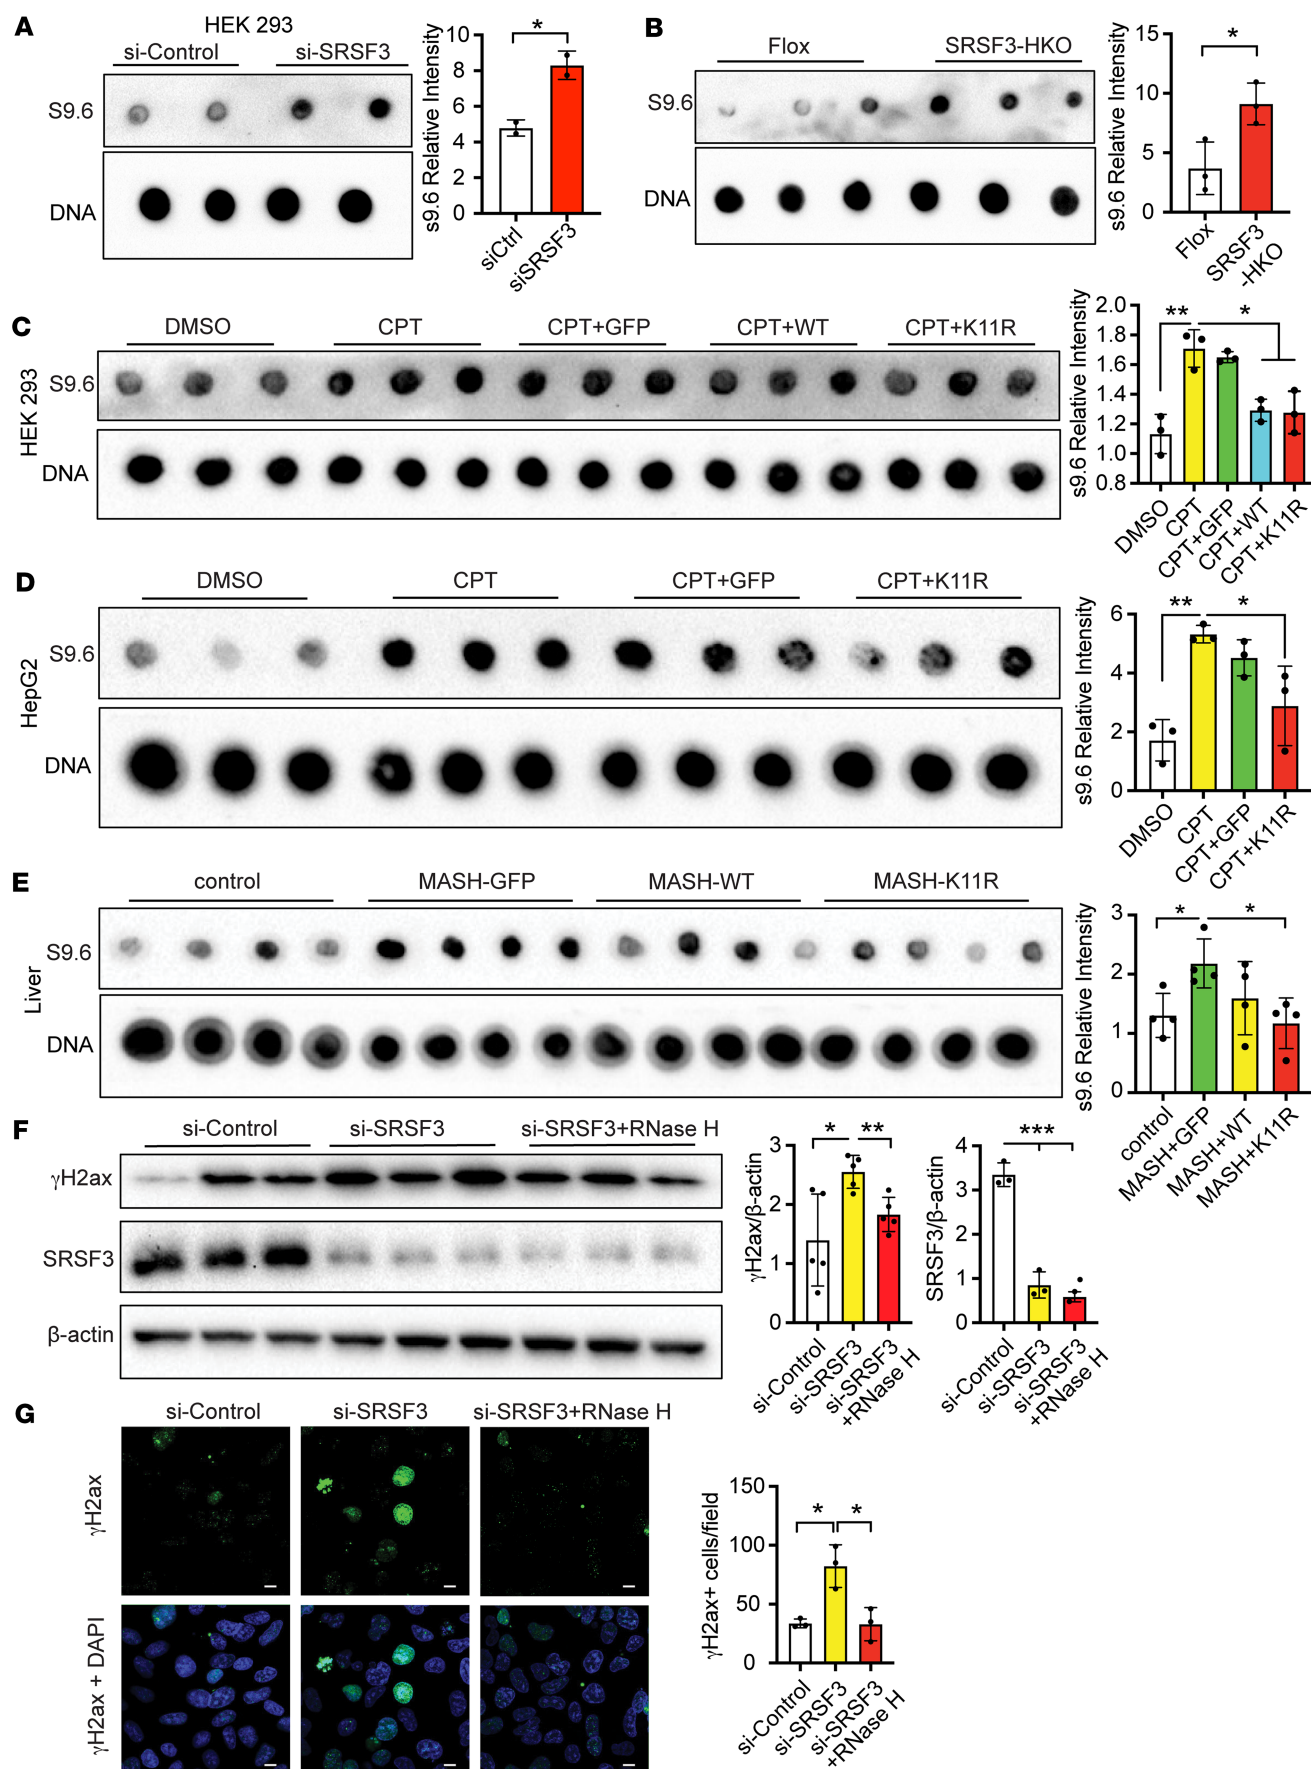 A
HEK 293
si-Control
si-SRSF3
S9.6
DNA
s9.6 Relative Intensity
10
8
6
4
2
0
*
siCtrl
siSRSF3
B
Flox
SRSF3-HKO
S9.6
DNA
s9.6 Relative Intensity
15
10
5
0
*
Flox
SRSF3
-HKO
C
DMSO
CPT
CPT+GFP
CPT+WT
CPT+K11R
HEK 293
S9.6
DNA
s9.6 Relative Intensity
2.0
1.8
1.6
1.4
1.2
1.0
0.8
**
*
DMSO
CPT
CPT+GFP
CPT+WT
CPT+K11R
D
DMSO
CPT
CPT+GFP
CPT+K11R
HepG2
S9.6
DNA
s9.6 Relative Intensity
6
4
2
0
**
*
DMSO
CPT
CPT+GFP
CPT+K11R
E
control
MASH-GFP
MASH-WT
MASH-K11R
Liver
S9.6
DNA
s9.6 Relative Intensity
3
2
1
0
*
*
control
MASH+GFP
MASH+WT
MASH+K11R
F
si-Control
si-SRSF3
si-SRSF3+RNase H
γH2ax
SRSF3
β-actin
γH2ax/β-actin
3
2
1
0
*
**
si-Control
si-SRSF3
si-SRSF3
+RNase H
SRSF3/β-actin
4
3
2
1
0
***
si-Control
si-SRSF3
si-SRSF3
+RNase H
G
si-Control
si-SRSF3
si-SRSF3+RNase H
γH2ax
γH2ax + DAPI
γH2ax+ cells/field
150
100
50
0
*
*
si-Control
si-SRSF3
si-SRSF3
+RNase H